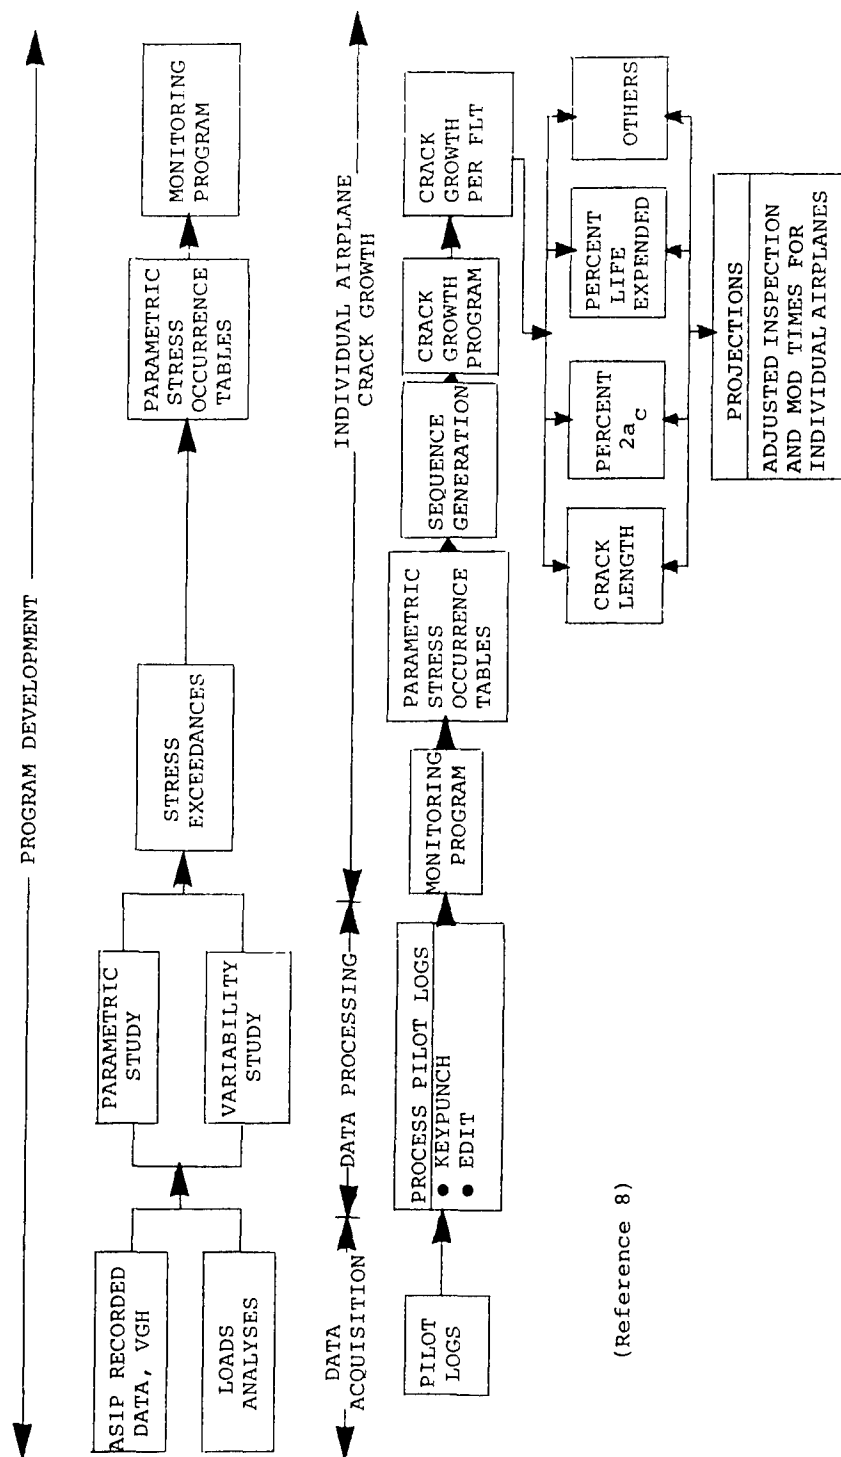 PROGRAM DEVELOPMENT
ASIP RECORDED
DATA, VGH
LOADS
ANALYSES
PARAMETRIC
STUDY
VARIABILITY
STUDY
STRESS
EXCEEDANCES
PARAMETRIC
STRESS
OCCURRENCE
TABLES
MONITORING
PROGRAM
DATA
ACQUISITION
DATA PROCESSING
INDIVIDUAL AIRPLANE
CRACK GROWTH
PILOT
LOGS
PROCESS PILOT LOGS
● KEYPUNCH
● EDIT
MONITORING
PROGRAM
PARAMETRIC
STRESS
OCCURRENCE
TABLES
SEQUENCE
GENERATION
CRACK
GROWTH
PROGRAM
CRACK
GROWTH
PER FLT
CRACK
LENGTH
PERCENT
2ac
PERCENT
LIFE
EXPENDED
OTHERS
PROJECTIONS
ADJUSTED INSPECTION
AND MOD TIMES FOR
INDIVIDUAL AIRPLANES
(Reference 8)